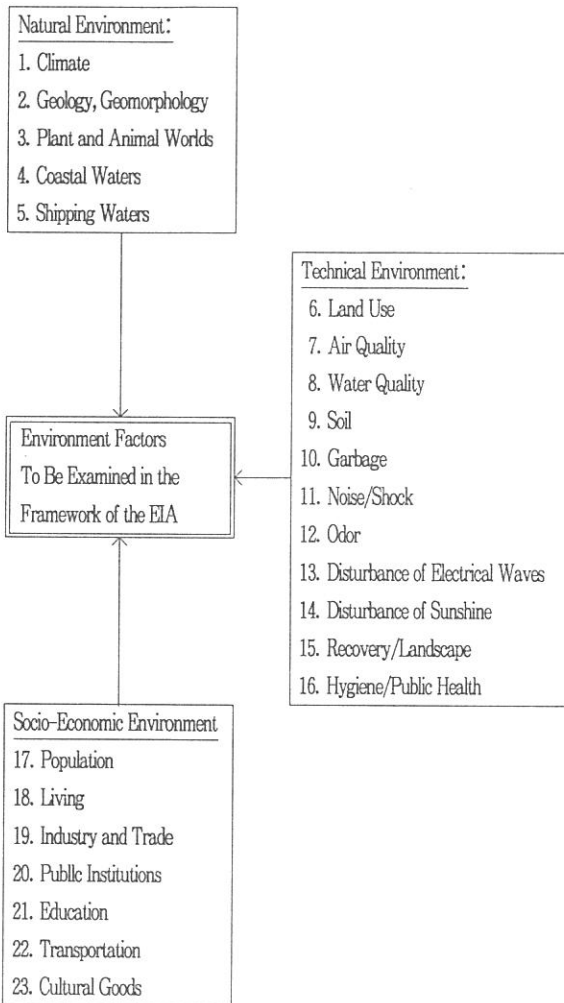 Natural Environment:
1. Climate
2. Geology, Geomorphology
3. Plant and Animal Worlds
4. Coastal Waters
5. Shipping Waters
Technical Environment:
6. Land Use
7. Air Quality
8. Water Quality
9. Soil
10. Garbage
11. Noise/Shock
12. Odor
13. Disturbance of Electrical Waves
14. Disturbance of Sunshine
15. Recovery/Landscape
16. Hygiene/Public Health
Environment Factors
To Be Examined in the
Framework of the EIA
Socio-Economic Environment
17. Population
18. Living
19. Industry and Trade
20. Publlc Institutions
21. Education
22. Transportation
23. Cultural Goods